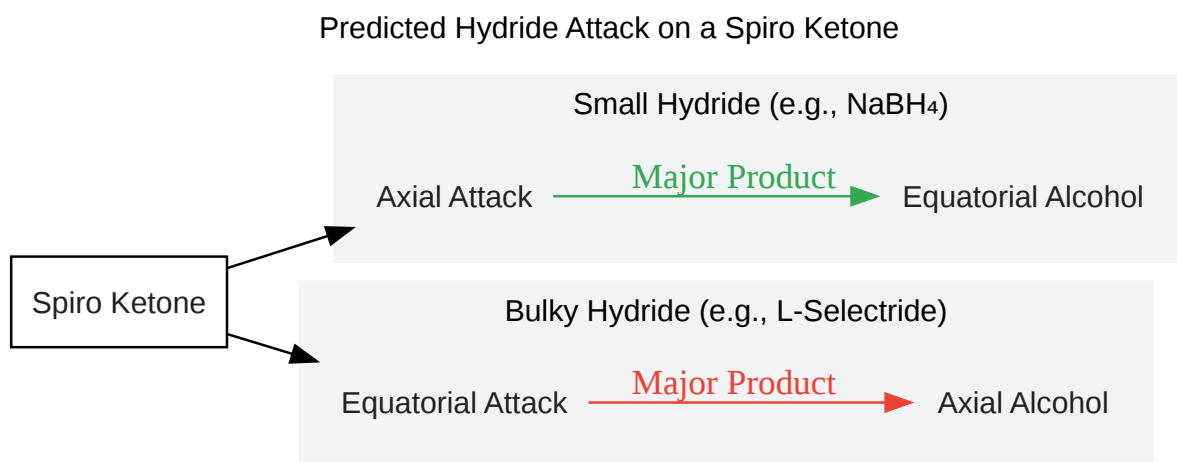 Predicted Hydride Attack on a Spiro Ketone
Small Hydride (e.g., NaBH₄)
Axial Attack
Major Product
Equatorial Alcohol
Spiro Ketone
Bulky Hydride (e.g., L-Selectride)
Equatorial Attack
Major Product
Axial Alcohol